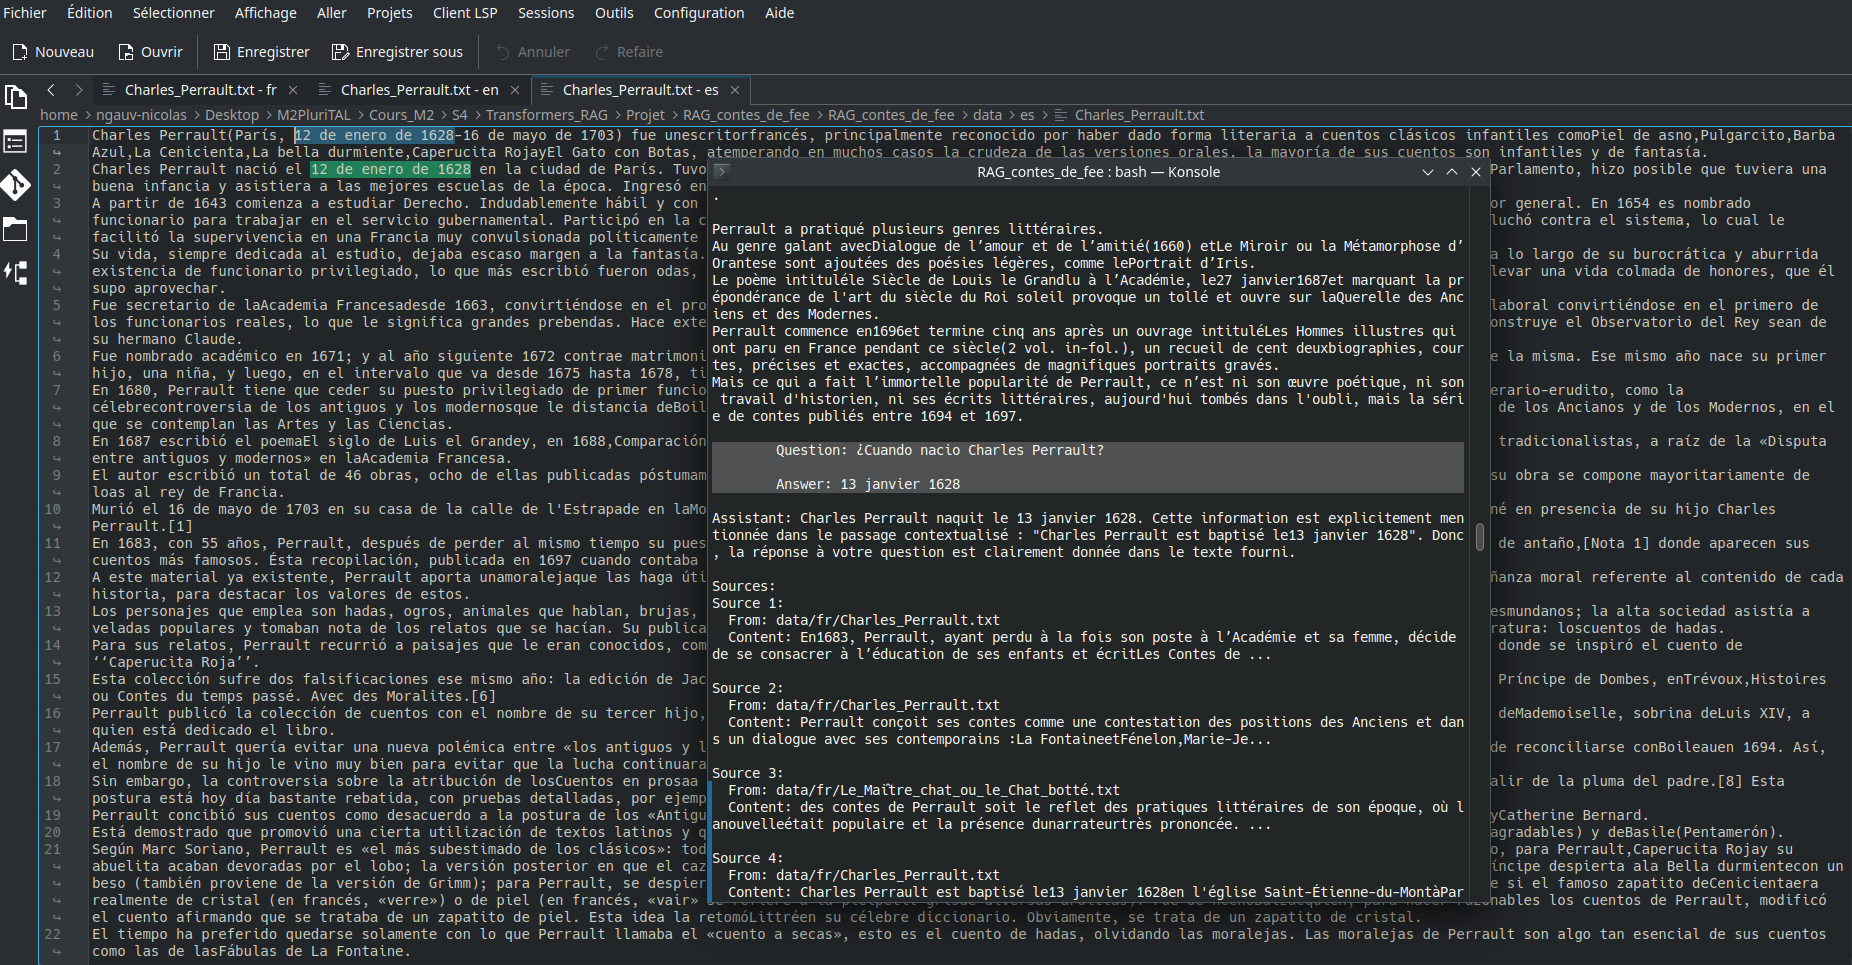 Fichier Édition Sélectionner Affichage Aller Projets Client LSP Sessions Outils Configuration Aide
Nouveau Ouvrir Enregistrer Enregistrer sous Annuler Refaire
Charles_Perrault.txt - fr Charles_Perrault.txt - en Charles_Perrault.txt - es
home > ngauv-nicolas > Desktop > M2PluriTAL > Cours_M2 > S4 > Transformers_RAG > Projet > RAG_contes_de_fee > RAG_contes_de_fee > data > es > Charles_Perrault.txt
1 Charles Perrault(París, 12 de enero de 1628-16 de mayo de 1703) fue unescritorfrancés, principalmente reconocido por haber dado forma literaria a cuentos clásicos infantiles comoPiel de asno,Pulgarcito,Barba
Azul,La Cenicienta,La bella durmiente,Caperucita RojayEl Gato con Botas, atemperando en muchos casos la crudeza de las versiones orales. la mayoría de sus cuentos son infantiles y de fantasía.
2 Charles Perrault nació el 12 de enero de 1628 en la ciudad de París. Tuvo Parlamento, hizo posible que tuviera una
buena infancia y asistiera a las mejores escuelas de la época. Ingresó en
3 A partir de 1643 comienza a estudiar Derecho. Indudablemente hábil y con or general. En 1654 es nombrado
funcionario para trabajar en el servicio gubernamental. Participó en la c luchó contra el sistema, lo cual le
facilitó la supervivencia en una Francia muy convulsionada políticamente
4 Su vida, siempre dedicada al estudio, dejaba escaso margen a la fantasía. a lo largo de su burocrática y aburrida
existencia de funcionario privilegiado, lo que más escribió fueron odas, levar una vida colmada de honores, que él
supo aprovechar.
5 Fue secretario de laAcademia Francesadesde 1663, convirtiéndose en el pro laboral convirtiéndose en el primero de
los funcionarios reales, lo que le significa grandes prebendas. Hace exte onstruye el Observatorio del Rey sean de
su hermano Claude.
6 Fue nombrado académico en 1671; y al año siguiente 1672 contrae matrimoni e la misma. Ese mismo año nace su primer
hijo, una niña, y luego, en el intervalo que va desde 1675 hasta 1678, ti
7 En 1680, Perrault tiene que ceder su puesto privilegiado de primer funcio erario-erudito, como la
célebrecontroversia de los antiguos y los modernosque le distancia deBoil de los Ancianos y de los Modernos, en el
que se contemplan las Artes y las Ciencias.
8 En 1687 escribió el poemaEl siglo de Luis el Grandey, en 1688,Comparación tradicionalistas, a raíz de la «Disputa
entre antiguos y modernos» en laAcademia Francesa.
9 El autor escribió un total de 46 obras, ocho de ellas publicadas póstumam su obra se compone mayoritariamente de
loas al rey de Francia.
10 Murió el 16 de mayo de 1703 en su casa de la calle de l'Estrapade en laMo né en presencia de su hijo Charles
Perrault.[1]
11 En 1683, con 55 años, Perrault, después de perder al mismo tiempo su pues de antaño,[Nota 1] donde aparecen sus
cuentos más famosos. Ésta recopilación, publicada en 1697 cuando contaba
12 A este material ya existente, Perrault aporta unamoralejaque las haga úti ñanza moral referente al contenido de cada
historia, para destacar los valores de estos.
13 Los personajes que emplea son hadas, ogros, animales que hablan, brujas, esmundanos; la alta sociedad asistía a
veladas populares y tomaban nota de los relatos que se hacían. Su publica ratura: loscuentos de hadas.
14 Para sus relatos, Perrault recurrió a paisajes que le eran conocidos, com donde se inspiró el cuento de
‘‘Caperucita Roja’’.
15 Esta colección sufre dos falsificaciones ese mismo año: la edición de Jac Príncipe de Dombes, enTrévoux,Histoires
ou Contes du temps passé. Avec des Moralites.[6]
16 Perrault publicó la colección de cuentos con el nombre de su tercer hijo, deMademoiselle, sobrina deLuis XIV, a
quien está dedicado el libro.
17 Además, Perrault quería evitar una nueva polémica entre «los antiguos y l de reconciliarse conBoileauen 1694. Así,
el nombre de su hijo le vino muy bien para evitar que la lucha continuara
18 Sin embargo, la controversia sobre la atribución de losCuentos en prosaa alir de la pluma del padre.[8] Esta
postura está hoy día bastante rebatida, con pruebas detalladas, por ejemp
19 Perrault concibió sus cuentos como desacuerdo a la postura de los «Antigu yCatherine Bernard.
20 Está demostrado que promovió una cierta utilización de textos latinos y q agradables) y deBasile(Pentamerón).
21 Según Marc Soriano, Perrault es «el más subestimado de los clásicos»: tod o, para Perrault,Caperucita Rojay su
abuelita acaban devoradas por el lobo; la versión posterior en que el caz íncipe despierta ala Bella durmientecon un
beso (también proviene de la versión de Grimm); para Perrault, se despier e si el famoso zapatito deCenicientaera
realmente de cristal (en francés, «verre») o de piel (en francés, «vair» nables los cuentos de Perrault, modificó
el cuento afirmando que se trataba de un zapatito de piel. Esta idea la retomóLittréen su célebre diccionario. Obviamente, se trata de un zapatito de cristal.
22 El tiempo ha preferido quedarse solamente con lo que Perrault llamaba el «cuento a secas», esto es el cuento de hadas, olvidando las moralejas. Las moralejas de Perrault son algo tan esencial de sus cuentos
como las de lasFábulas de La Fontaine.
RAG_contes_de_fee : bash — Konsole
.
Perrault a pratiqué plusieurs genres littéraires.
Au genre galant avecDialogue de l’amour et de l’amitié(1660) etLe Miroir ou la Métamorphose d’
Orantese sont ajoutées des poésies légères, comme lePortrait d’Iris.
Le poème intituléle Siècle de Louis le Grandlu à l’Académie, le27 janvier1687et marquant la pr
épondérance de l'art du siècle du Roi soleil provoque un tollé et ouvre sur laQuerelle des Anc
iens et des Modernes.
Perrault commence en1696et termine cinq ans après un ouvrage intituléLes Hommes illustres qui
ont paru en France pendant ce siècle(2 vol. in-fol.), un recueil de cent deuxbiographies, cour
tes, précises et exactes, accompagnées de magnifiques portraits gravés.
Mais ce qui a fait l’immortelle popularité de Perrault, ce n’est ni son œuvre poétique, ni son
travail d'historien, ni ses écrits littéraires, aujourd'hui tombés dans l'oubli, mais la séri
e de contes publiés entre 1694 et 1697.
Question: ¿Cuando nacio Charles Perrault?
Answer: 13 janvier 1628
Assistant: Charles Perrault naquit le 13 janvier 1628. Cette information est explicitement men
tionnée dans le passage contextualisé : "Charles Perrault est baptisé le13 janvier 1628". Donc
, la réponse à votre question est clairement donnée dans le texte fourni.
Sources:
Source 1:
From: data/fr/Charles_Perrault.txt
Content: En1683, Perrault, ayant perdu à la fois son poste à l’Académie et sa femme, décide
de se consacrer à l’éducation de ses enfants et écritLes Contes de ...
Source 2:
From: data/fr/Charles_Perrault.txt
Content: Perrault conçoit ses contes comme une contestation des positions des Anciens et dan
s un dialogue avec ses contemporains :La FontaineetFénelon,Marie-Je...
Source 3:
From: data/fr/Le_Maître_chat_ou_le_Chat_botté.txt
Content: des contes de Perrault soit le reflet des pratiques littéraires de son époque, où l
anouvelleétait populaire et la présence dunarrateurtrès prononcée. ...
Source 4:
From: data/fr/Charles_Perrault.txt
Content: Charles Perrault est baptisé le13 janvier 1628en l'église Saint-Étienne-du-MontàPar